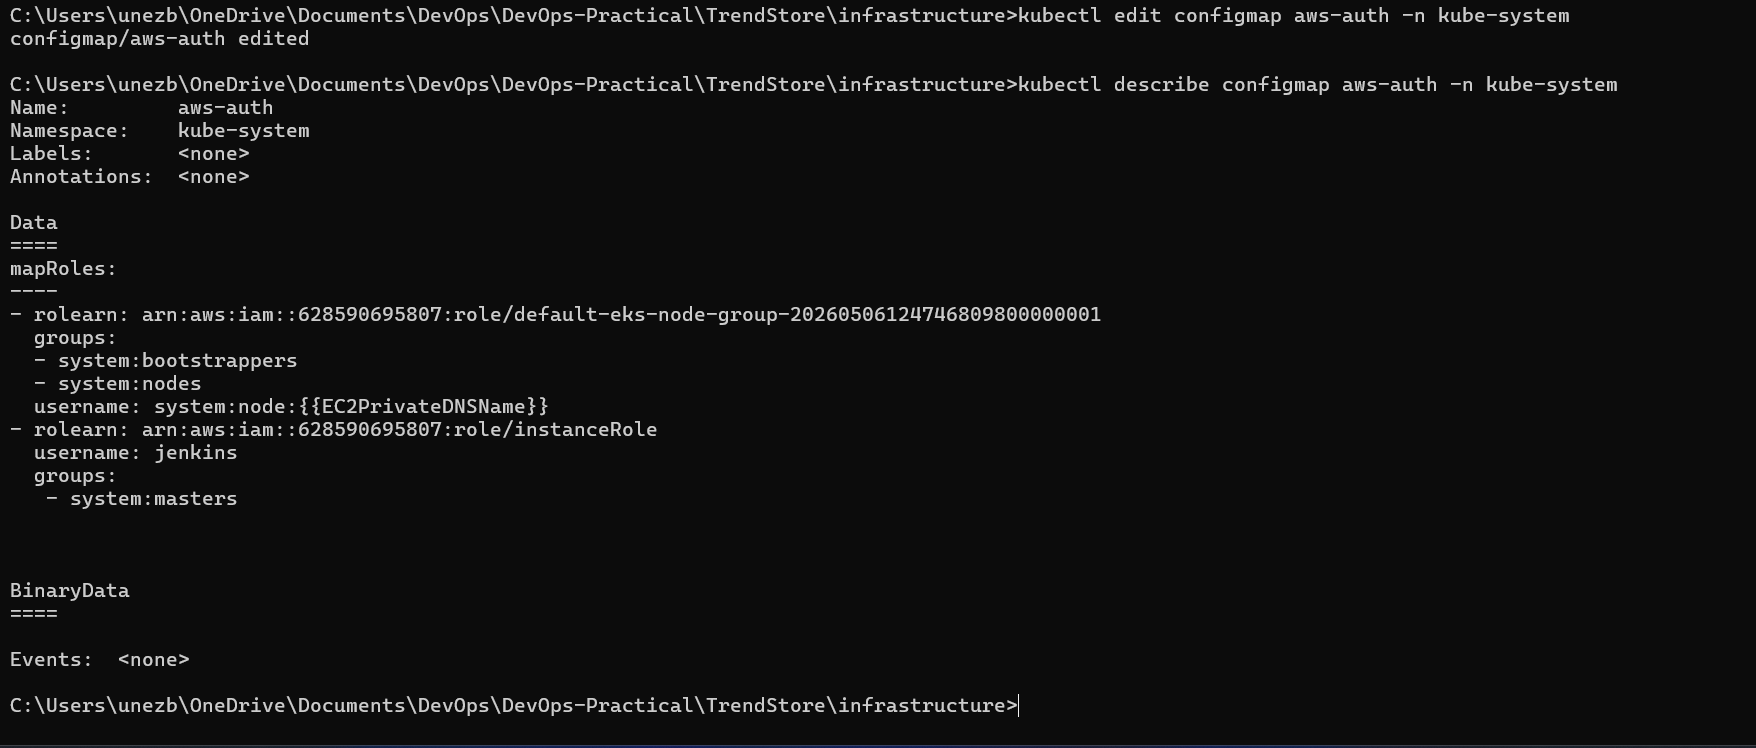 C:\Users\unezb\OneDrive\Documents\DevOps\DevOps-Practical\TrendStore\infrastructure>kubectl edit configmap aws-auth -n kube-system
configmap/aws-auth edited
C:\Users\unezb\OneDrive\Documents\DevOps\DevOps-Practical\TrendStore\infrastructure>kubectl describe configmap aws-auth -n kube-system
Name:         aws-auth
Namespace:    kube-system
Labels:       <none>
Annotations:  <none>
Data
====
mapRoles:
----
- rolearn: arn:aws:iam::628590695807:role/default-eks-node-group-20260506124746809800000001
  groups:
  - system:bootstrappers
  - system:nodes
  username: system:node:{{EC2PrivateDNSName}}
- rolearn: arn:aws:iam::628590695807:role/instanceRole
  username: jenkins
  groups:
   - system:masters
BinaryData
====
Events:  <none>
C:\Users\unezb\OneDrive\Documents\DevOps\DevOps-Practical\TrendStore\infrastructure>